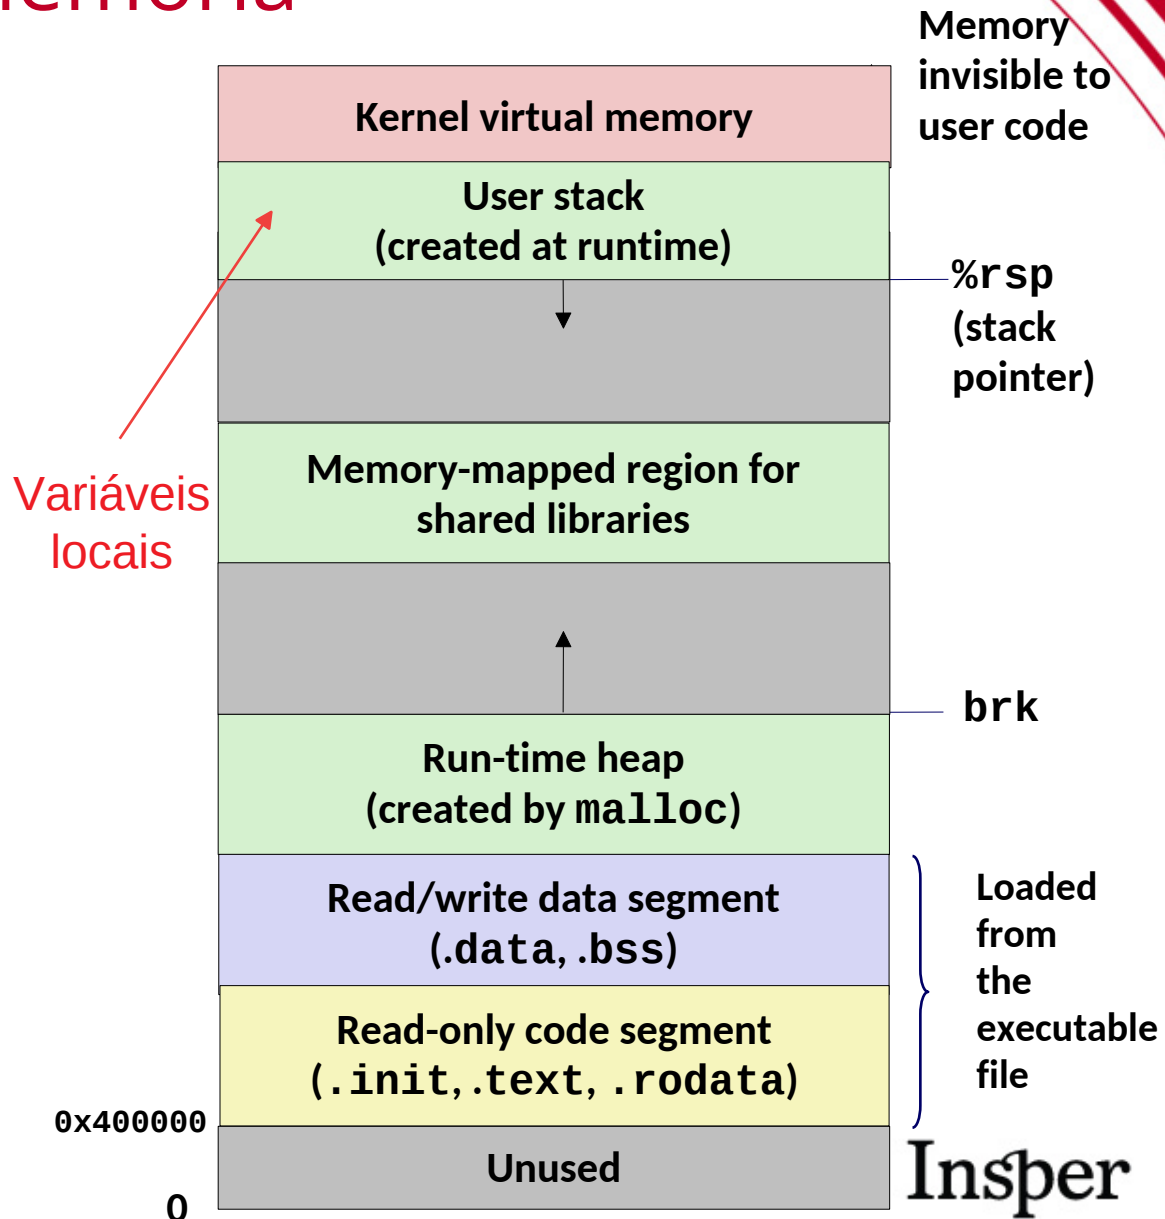 Memory
invisible to
user code
Kernel virtual memory
User stack
(created at runtime)
%rsp
(stack
pointer)
Variáveis
locais
Memory-mapped region for
shared libraries
brk
Run-time heap
(created by malloc)
Read/write data segment
(.data, .bss)
Loaded
from
the
executable
file
Read-only code segment
(.init, .text, .rodata)
0x400000
Unused
0
Insper